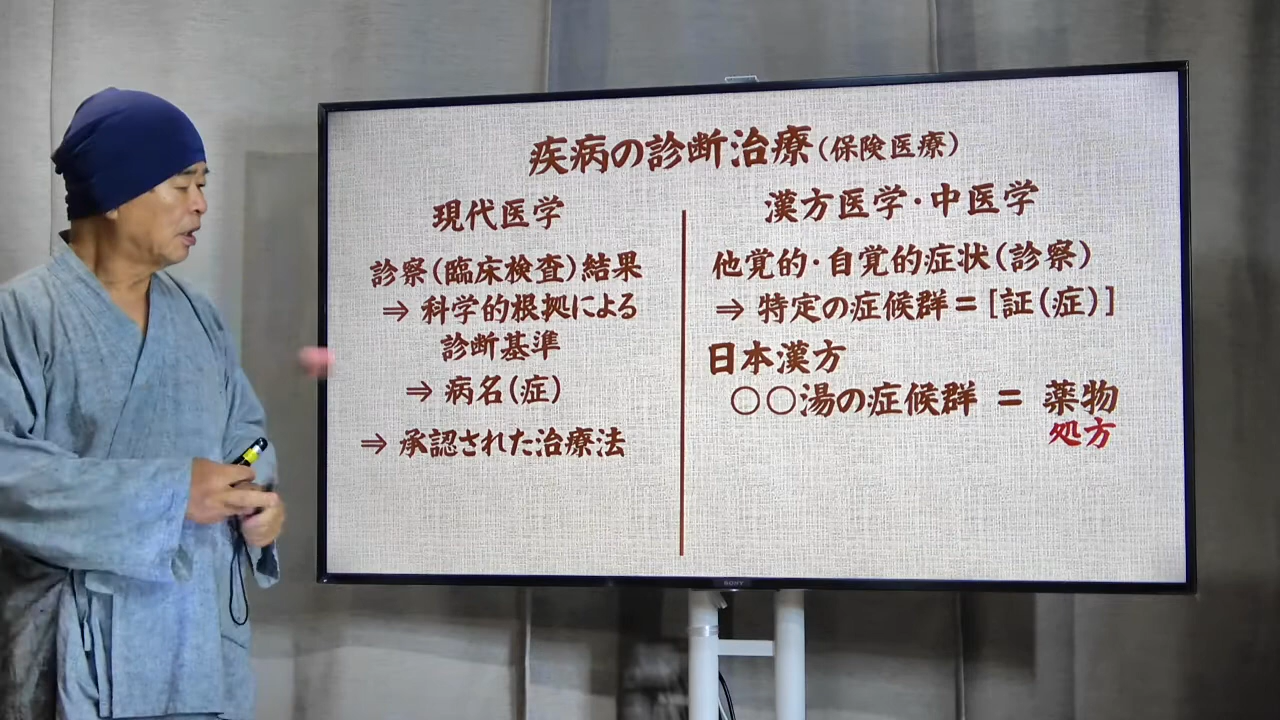 疾病の診断治療(保険医療)
現代医学
診察(臨床検査)結果
⇒ 科学的根拠による
診断基準
⇒ 病名(症)
⇒ 承認された治療法
漢方医学・中医学
他覚的・自覚的症状(診察)
⇒ 特定の症候群=[証(症)]
日本漢方
○○湯の症候群 = 薬物
処方
SONY